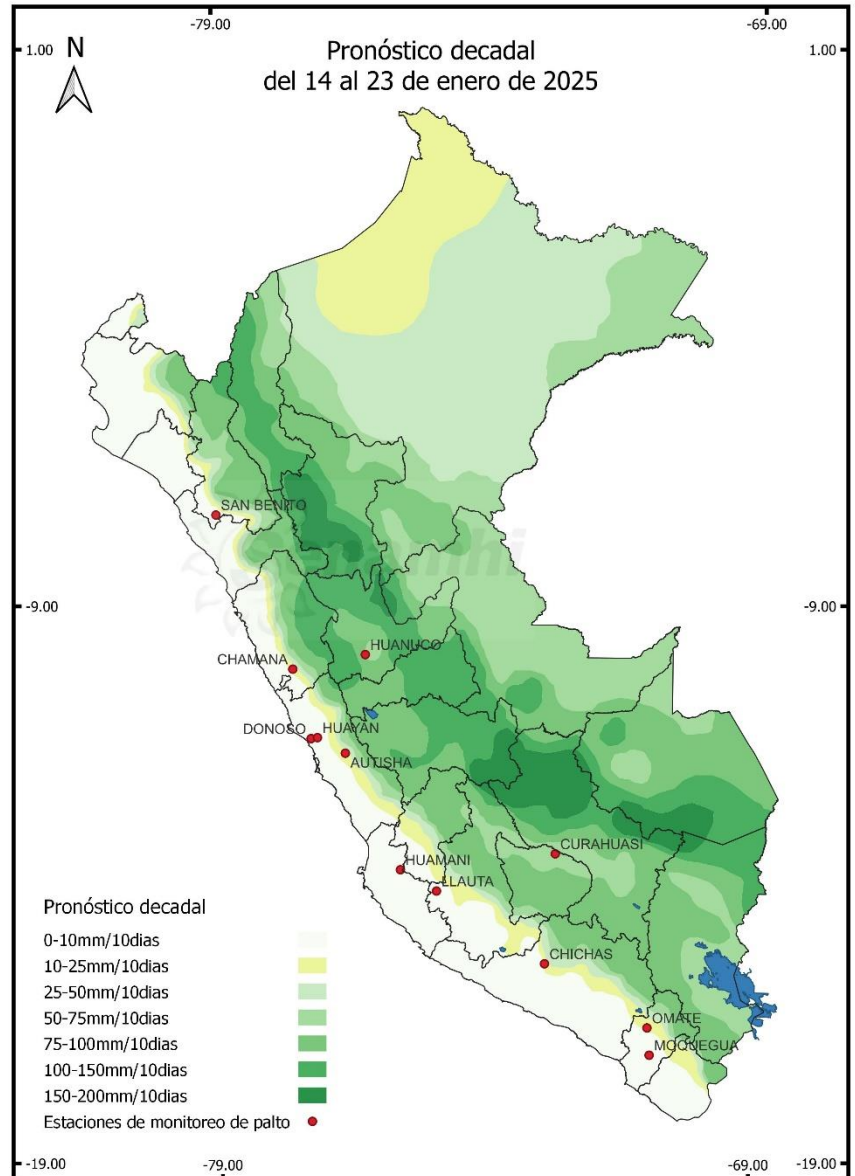 -79.00
-69.00
1.00
1.00
N
Pronóstico decadal
del 14 al 23 de enero de 2025
SAN BENITO
senamhi
-9.00
-9.00
HUANUCO
CHAMANA
DONOSO
HUAYAN
AUTISHA
CURAHUASI
HUAMANI
LLAUTA
CHICHAS
OMATE
MOQUEGUA
Pronóstico decadal
0-10mm/10dias
10-25mm/10dias
25-50mm/10dias
50-75mm/10dias
75-100mm/10dias
100-150mm/10dias
150-200mm/10dias
Estaciones de monitoreo de palto
-19.00
-79.00
-69.00
-19.00